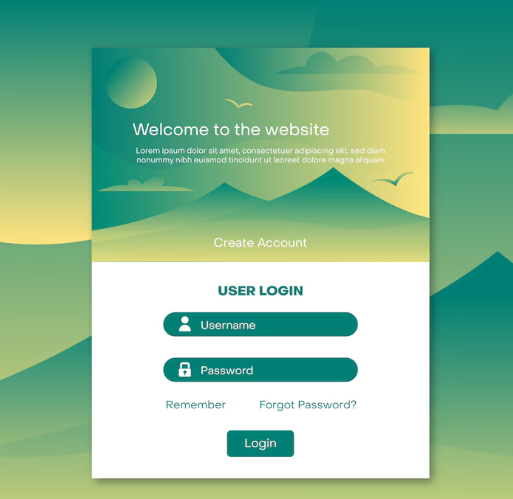 Welcome to the website
Lorem ipsum dolor sit amet, consectetuer adipiscing elit, sed diam
nonummy nibh euismod tincidunt ut laoreet dolore magna aliquam
Create Account
USER LOGIN
Username
Password
Remember Forgot Password?
Login